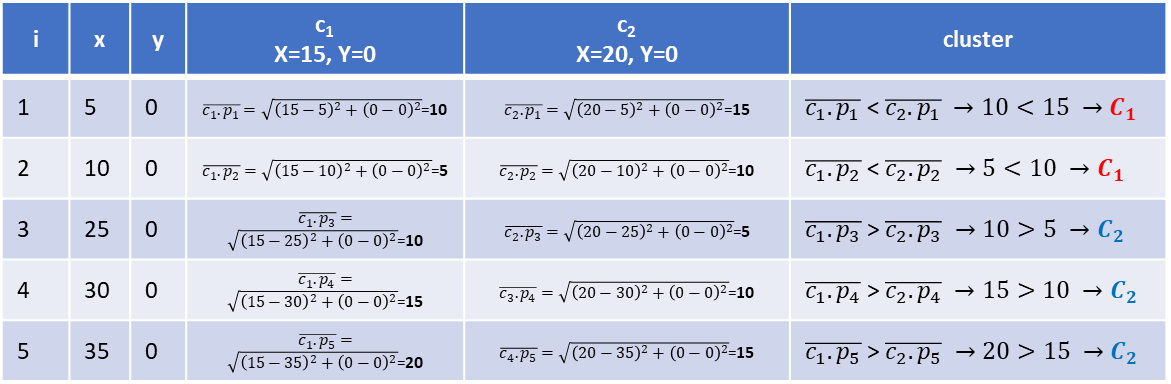 i x y c₁ X=15, Y=0 c₂ X=20, Y=0 cluster
1 5 0 c₁.p₁ = √(15 − 5)² + (0 − 0)²=10 c₂.p₁ = √(20 − 5)² + (0 − 0)²=15 c₁.p₁ < c₂.p₁ → 10 < 15 → C₁
2 10 0 c₁.p₂ = √(15 − 10)² + (0 − 0)²=5 c₂.p₂ = √(20 − 10)² + (0 − 0)²=10 c₁.p₂ < c₂.p₂ → 5 < 10 → C₁
3 25 0 c₁.p₃ = √(15 − 25)² + (0 − 0)²=10 c₂.p₃ = √(20 − 25)² + (0 − 0)²=5 c₁.p₃ > c₂.p₃ → 10 > 5 → C₂
4 30 0 c₁.p₄ = √(15 − 30)² + (0 − 0)²=15 c₃.p₄ = √(20 − 30)² + (0 − 0)²=10 c₁.p₄ > c₂.p₄ → 15 > 10 → C₂
5 35 0 c₁.p₅ = √(15 − 35)² + (0 − 0)²=20 c₄.p₅ = √(20 − 35)² + (0 − 0)²=15 c₁.p₅ > c₂.p₅ → 20 > 15 → C₂